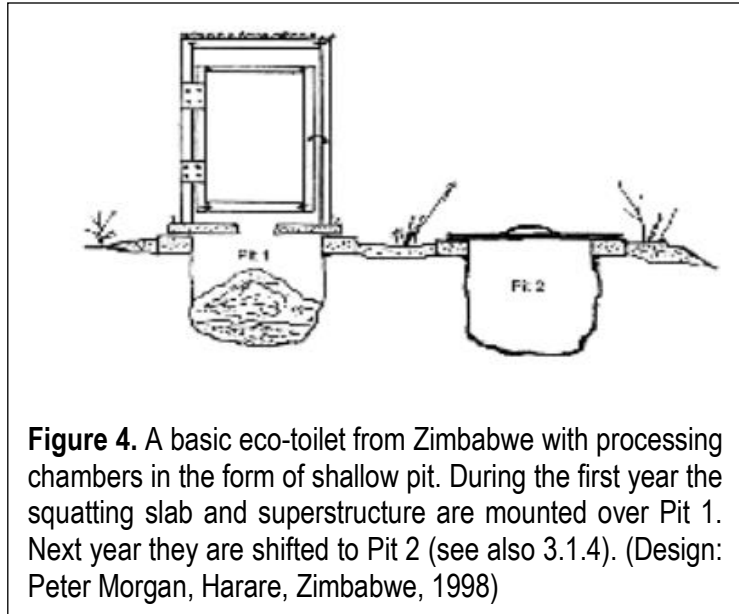 Pit 1
Pit 2
Figure 4. A basic eco-toilet from Zimbabwe with processing
chambers in the form of shallow pit. During the first year the
squatting slab and superstructure are mounted over Pit 1.
Next year they are shifted to Pit 2 (see also 3.1.4). (Design:
Peter Morgan, Harare, Zimbabwe, 1998)